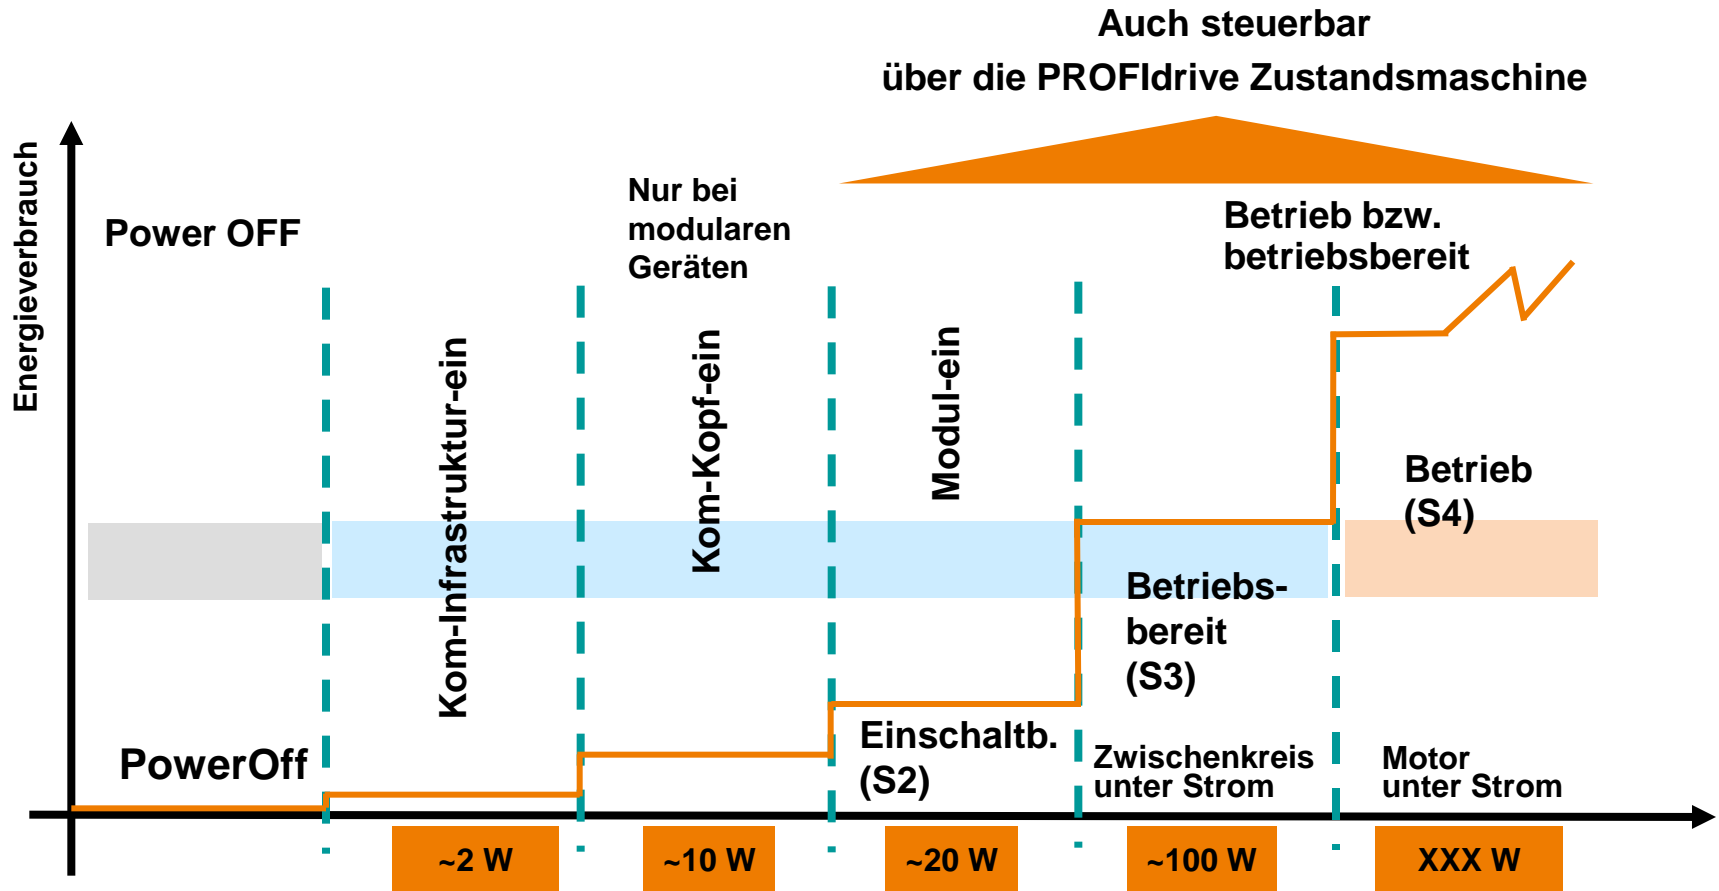 Auch steuerbar
über die PROFIdrive Zustandsmaschine
Energieverbrauch
Power OFF
Nur bei
modularen
Geräten
Betrieb bzw.
betriebsbereit
Kom-Infrastruktur-ein
Kom-Kopf-ein
Modul-ein
Betrieb
(S4)
Betriebs-
bereit
(S3)
PowerOff
Einschaltb.
(S2)
Zwischenkreis
unter Strom
Motor
unter Strom
~2 W
~10 W
~20 W
~100 W
XXX W